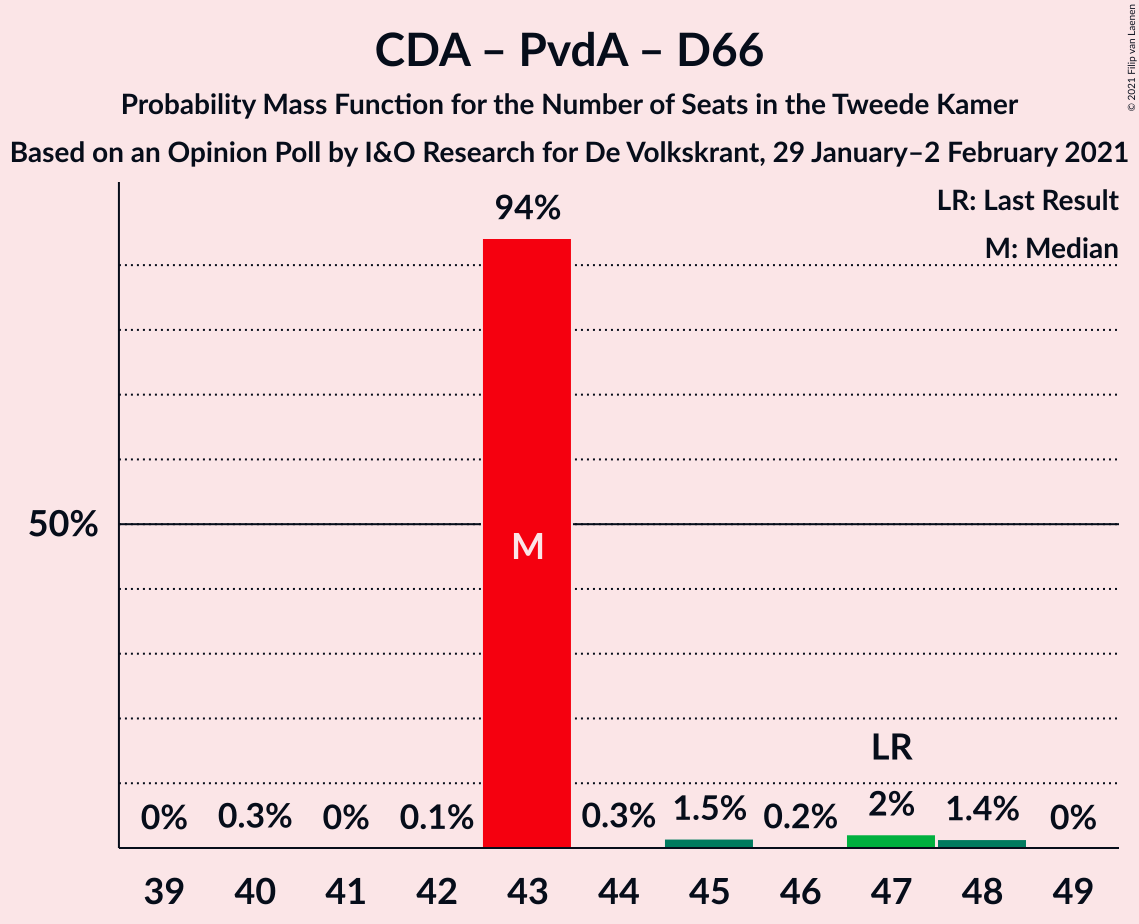 CDA – PvdA – D66
Probability Mass Function for the Number of Seats in the Tweede Kamer
Based on an Opinion Poll by I&O Research for De Volkskrant, 29 January–2 February 2021
© 2021 Filip van Laenen
LR: Last Result
M: Median
94%
50%
M
LR
0% 0.3% 0% 0.1% 0.3% 1.5% 0.2% 2% 1.4% 0%
39 40 41 42 43 44 45 46 47 48 49